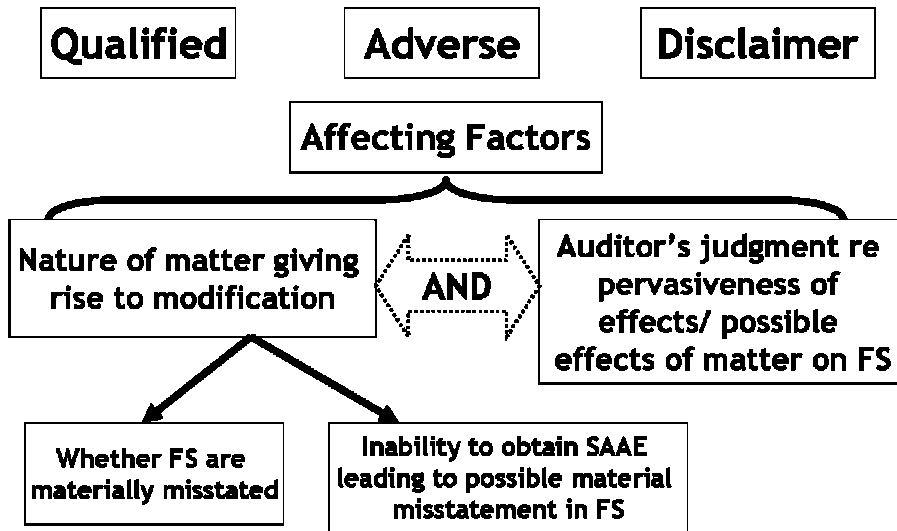 Qualified
Adverse
Disclaimer
Affecting Factors
Nature of matter giving
rise to modification
AND
Auditor's judgment re
pervasiveness of
effects/ possible
effects of matter on FS
Whether FS are
materially misstated
Inability to obtain SAAE
leading to possible material
misstatement in FS